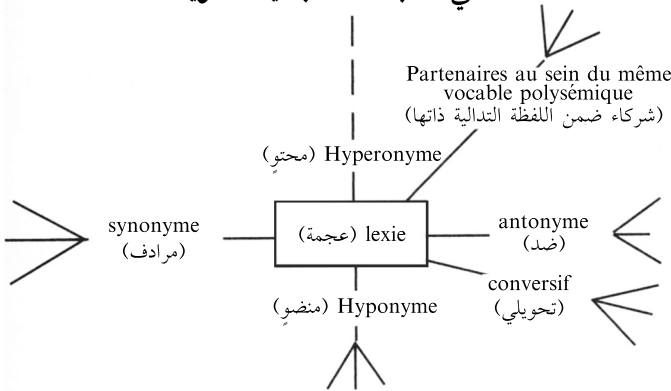 Partenaires au sein du même
vocable polysémique
(شركاء ضمن اللفظة التدالية ذاتها)
(محتوٍ) Hyperonyme
synonyme
(مرادف)
(عجمة) lexie
antonyme
(ضد)
conversif
(تحويلي)
(منضوٍ) Hyponyme